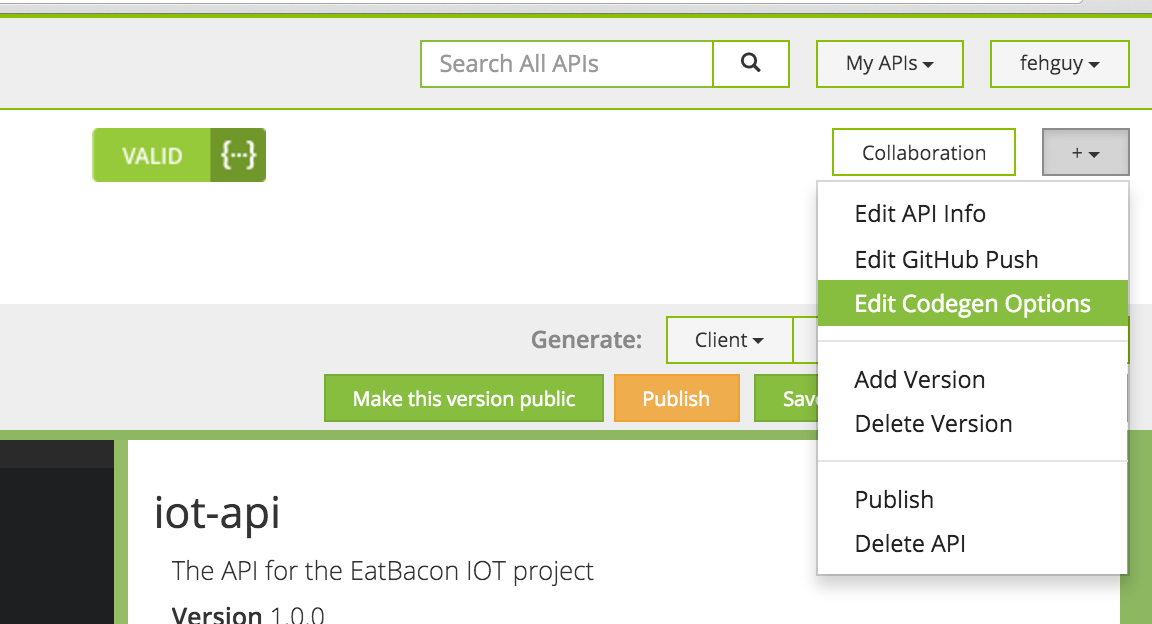 Search All APIs
My APIs
fehguy
VALID {···}
Collaboration
+
Edit API Info
Edit GitHub Push
Edit Codegen Options
Generate:
Client
Add Version
Make this version public
Publish
Delete Version
Publish
Delete API
iot-api
The API for the EatBacon IOT project
Version 1.0.0